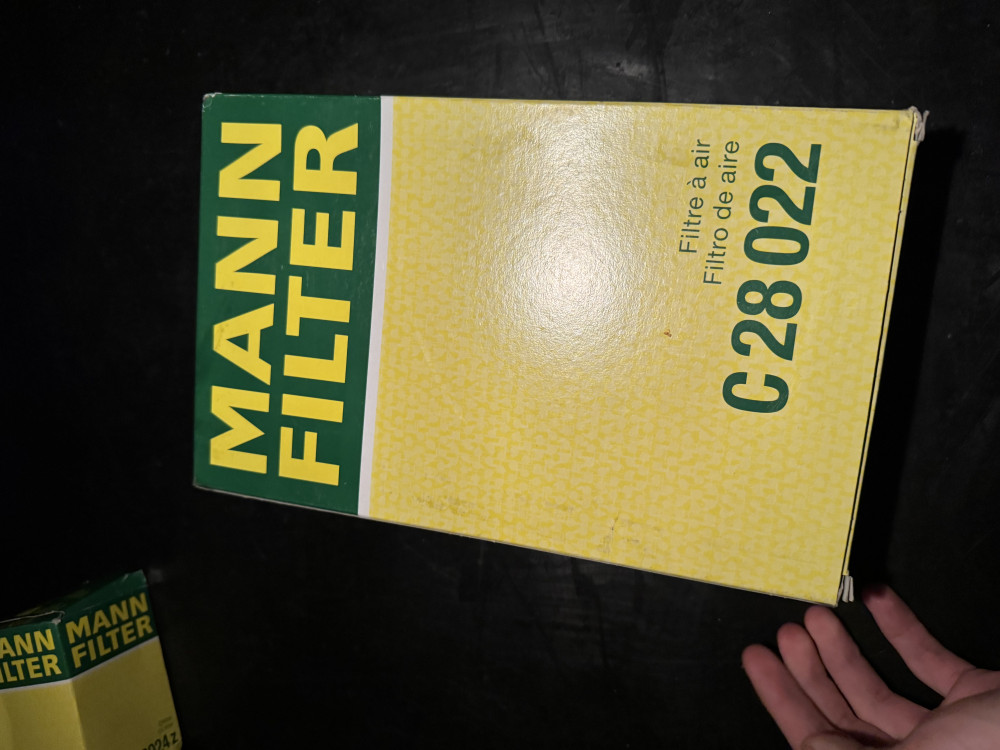 MANN
FILTER
Filtre à air
Filtro de aire
C 28 022
MANN
FILTER